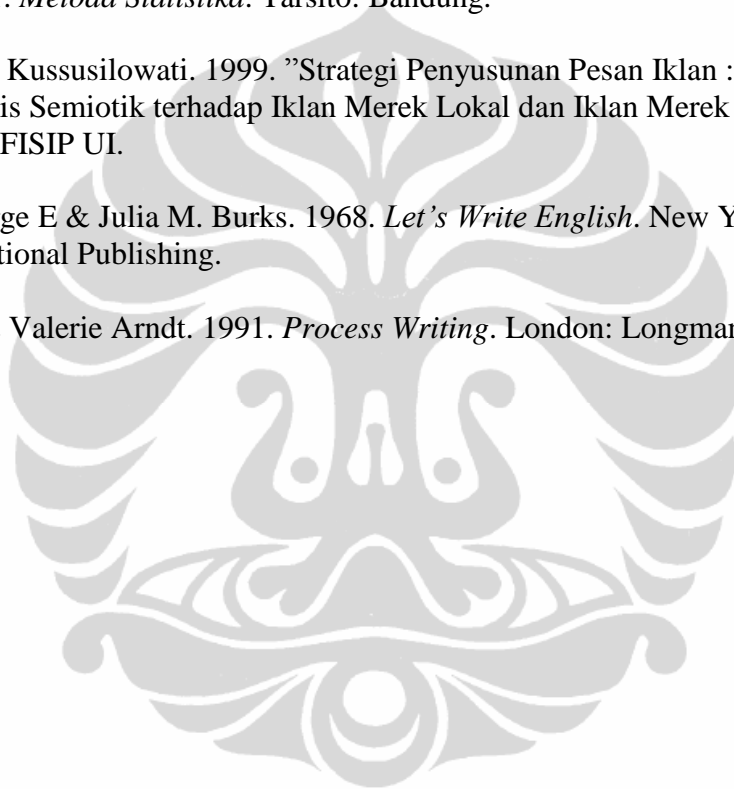 . Metoda Statistika. Tarsito. Bandung.
Kussusilowati. 1999. ”Strategi Penyusunan Pesan Iklan :
is Semiotik terhadap Iklan Merek Lokal dan Iklan Merek
FISIP UI.
ge E & Julia M. Burks. 1968. Let’s Write English. New Y
tional Publishing.
Valerie Arndt. 1991. Process Writing. London: Longman